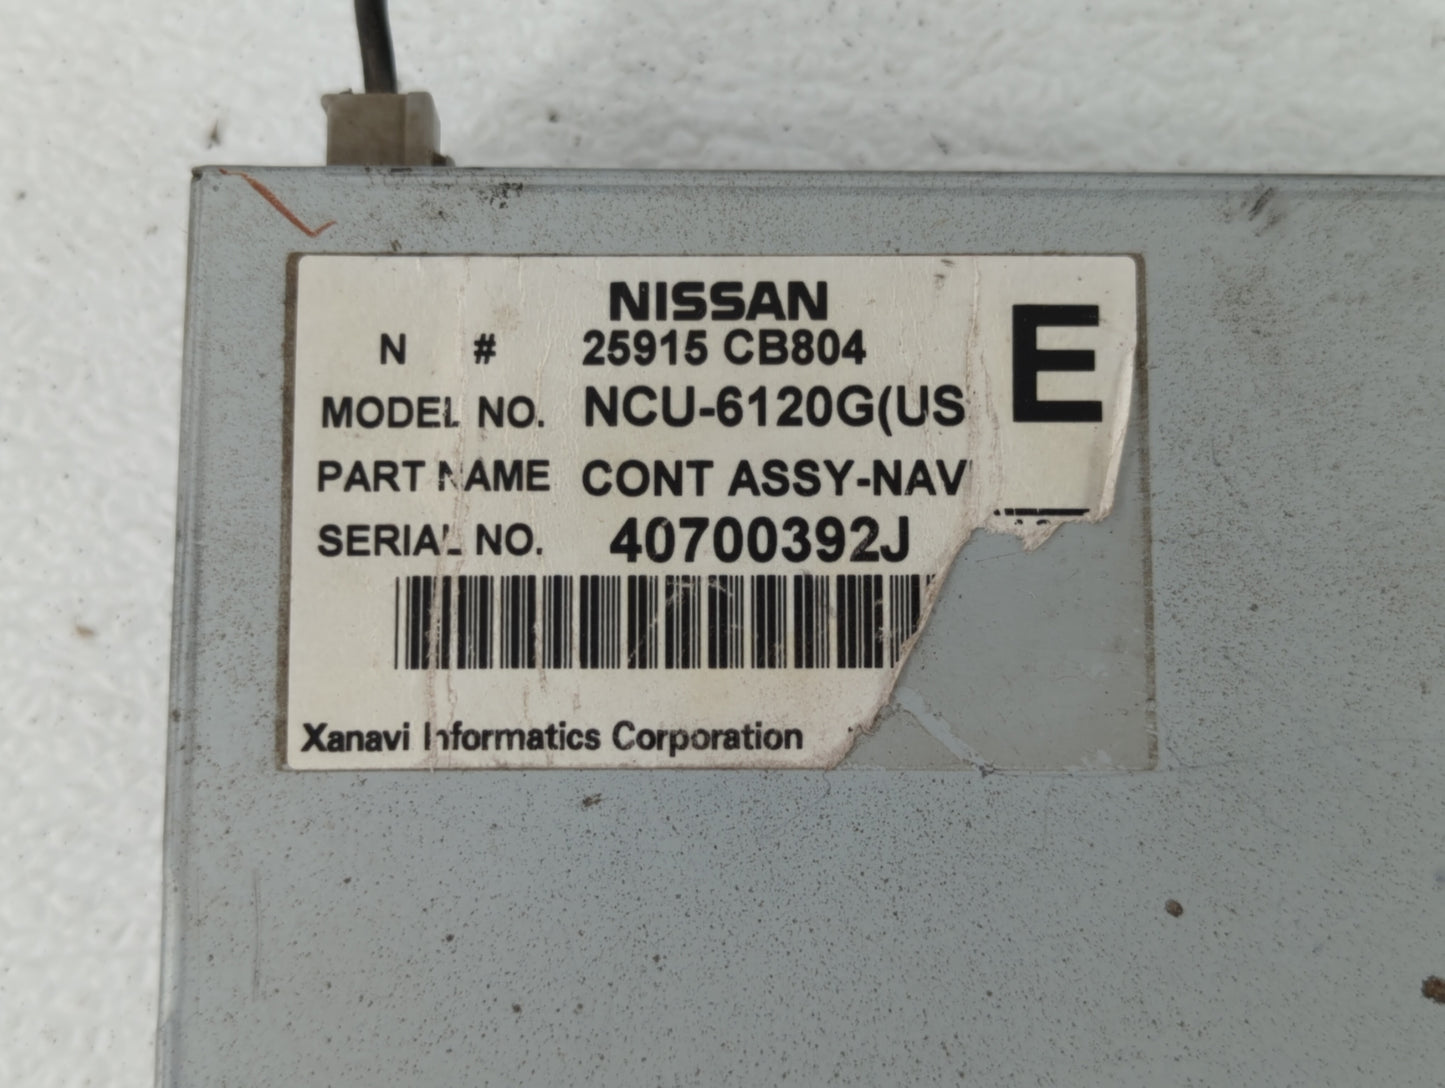 NISSAN
N # 25915 CB804
E
MODEL NO. NCU-6120G(US
PART NAME CONT ASSY-NAV
SERIAL NO. 40700392J
Xanavi Informatics Corporation